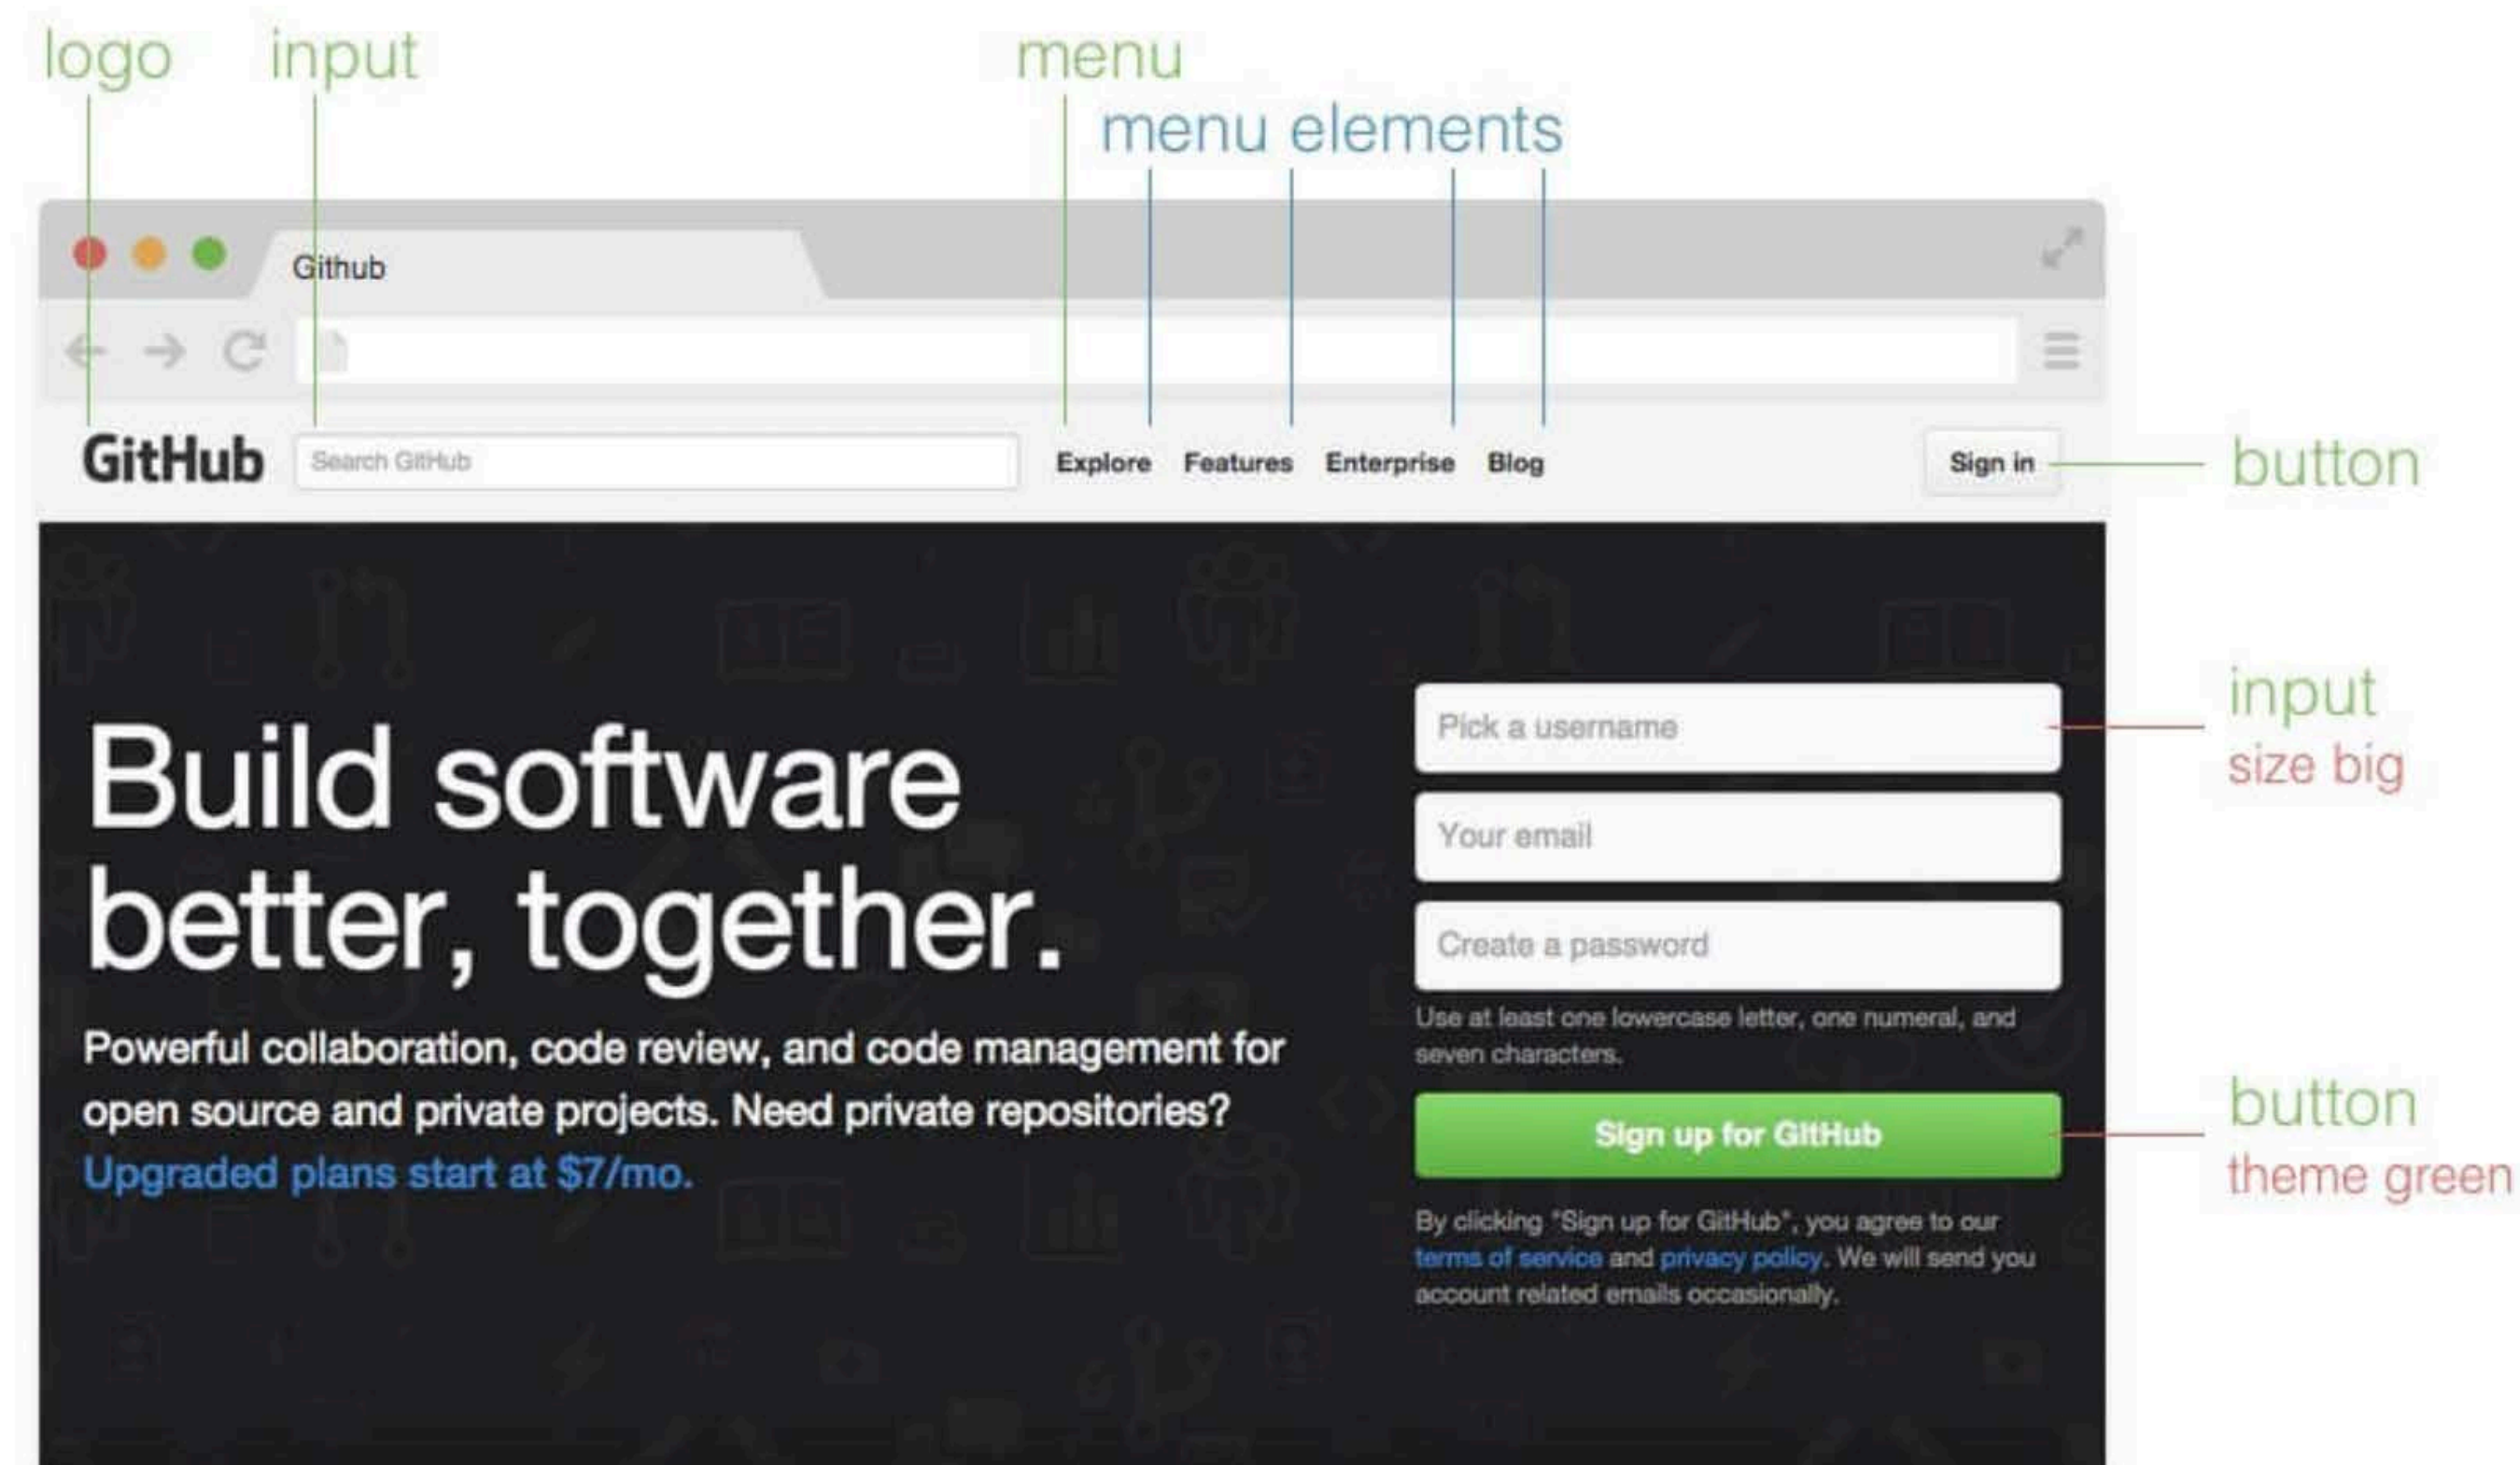 logo input menu
menu elements
Github
GitHub Search GitHub Explore Features Enterprise Blog Sign in button
Build software
better, together.
Powerful collaboration, code review, and code management for
open source and private projects. Need private repositories?
Upgraded plans start at $7/mo.
Pick a username
input
size big
Your email
Create a password
Use at least one lowercase letter, one numeral, and
seven characters.
Sign up for GitHub
button
theme green
By clicking "Sign up for GitHub", you agree to our
terms of service and privacy policy. We will send you
account related emails occasionally.